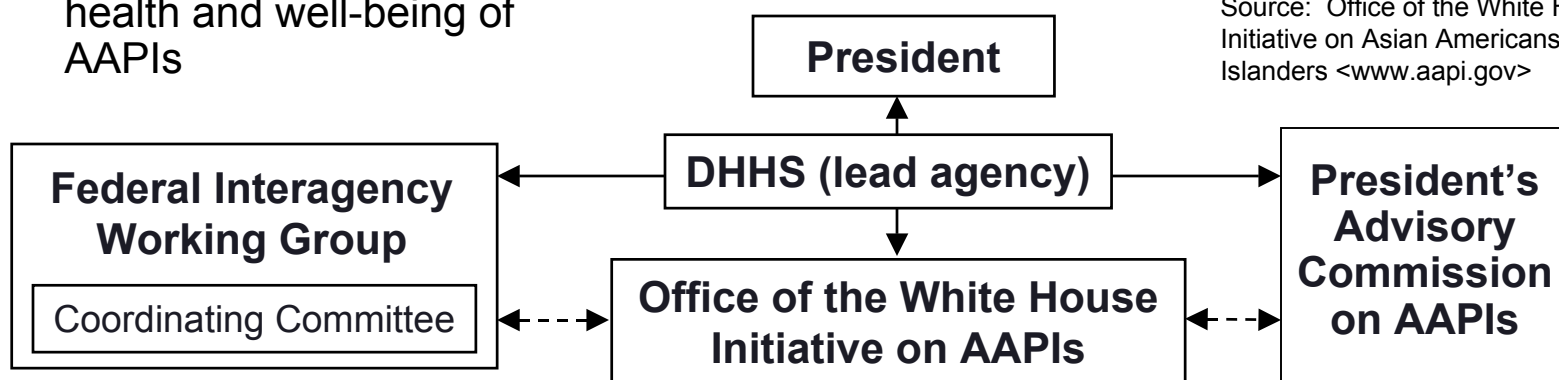 health and well-being of
AAPIs
Source: Office of the White
Initiative on Asian Americans
Islanders <www.aapi.gov>
President
DHHS (lead agency)
Federal Interagency
Working Group
Coordinating Committee
Office of the White House
Initiative on AAPIs
President’s
Advisory
Commission
on AAPIs